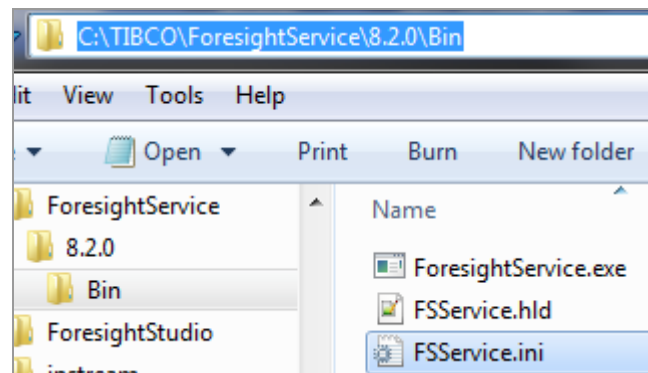 C:\TIBCO\ForesightService\8.2.0\Bin
View Tools Help
Open Print Burn New folder
ForesightService
Name
8.2.0
ForesightService.exe
Bin
FSService.hld
ForesightStudio
FSService.ini